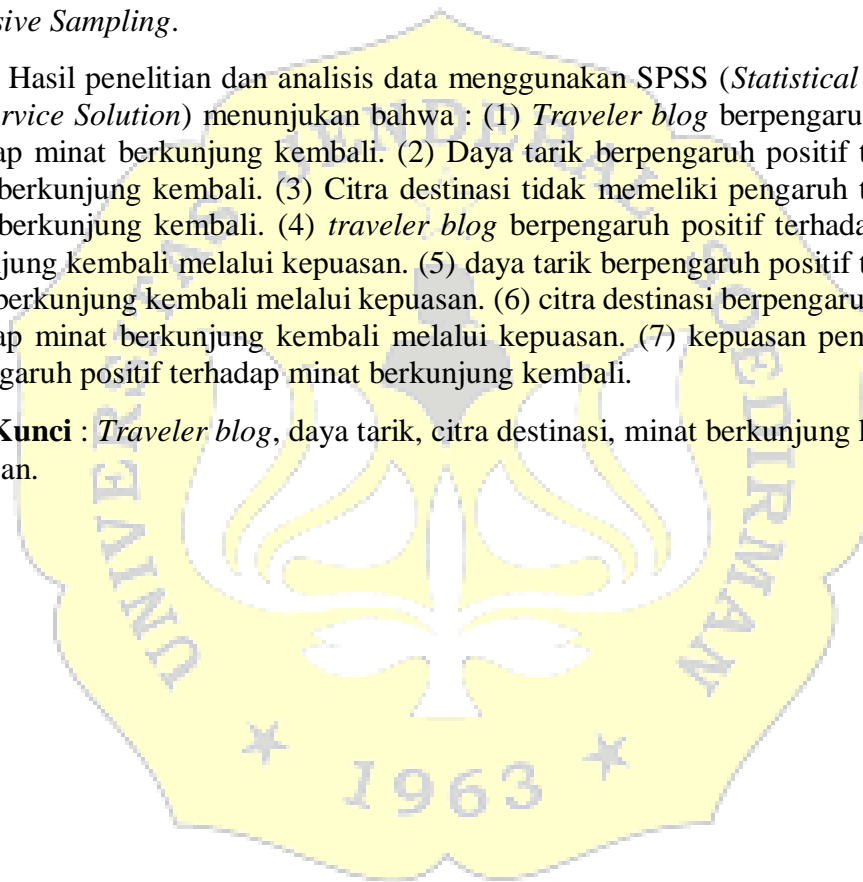 sive Sampling.
Hasil penelitian dan analisis data menggunakan SPSS (Statistical
rvice Solution) menunjukan bahwa : (1) Traveler blog berpengaru
ap minat berkunjung kembali. (2) Daya tarik berpengaruh positif t
berkunjung kembali. (3) Citra destinasi tidak memeliki pengaruh t
berkunjung kembali. (4) traveler blog berpengaruh positif terhada
jung kembali melalui kepuasan. (5) daya tarik berpengaruh positif t
berkunjung kembali melalui kepuasan. (6) citra destinasi berpengaru
ap minat berkunjung kembali melalui kepuasan. (7) kepuasan pen
garuh positif terhadap minat berkunjung kembali.
Kunci : Traveler blog, daya tarik, citra destinasi, minat berkunjung
an.
UNIVERSITAS JENDERAL SOEDIRMAN
1963